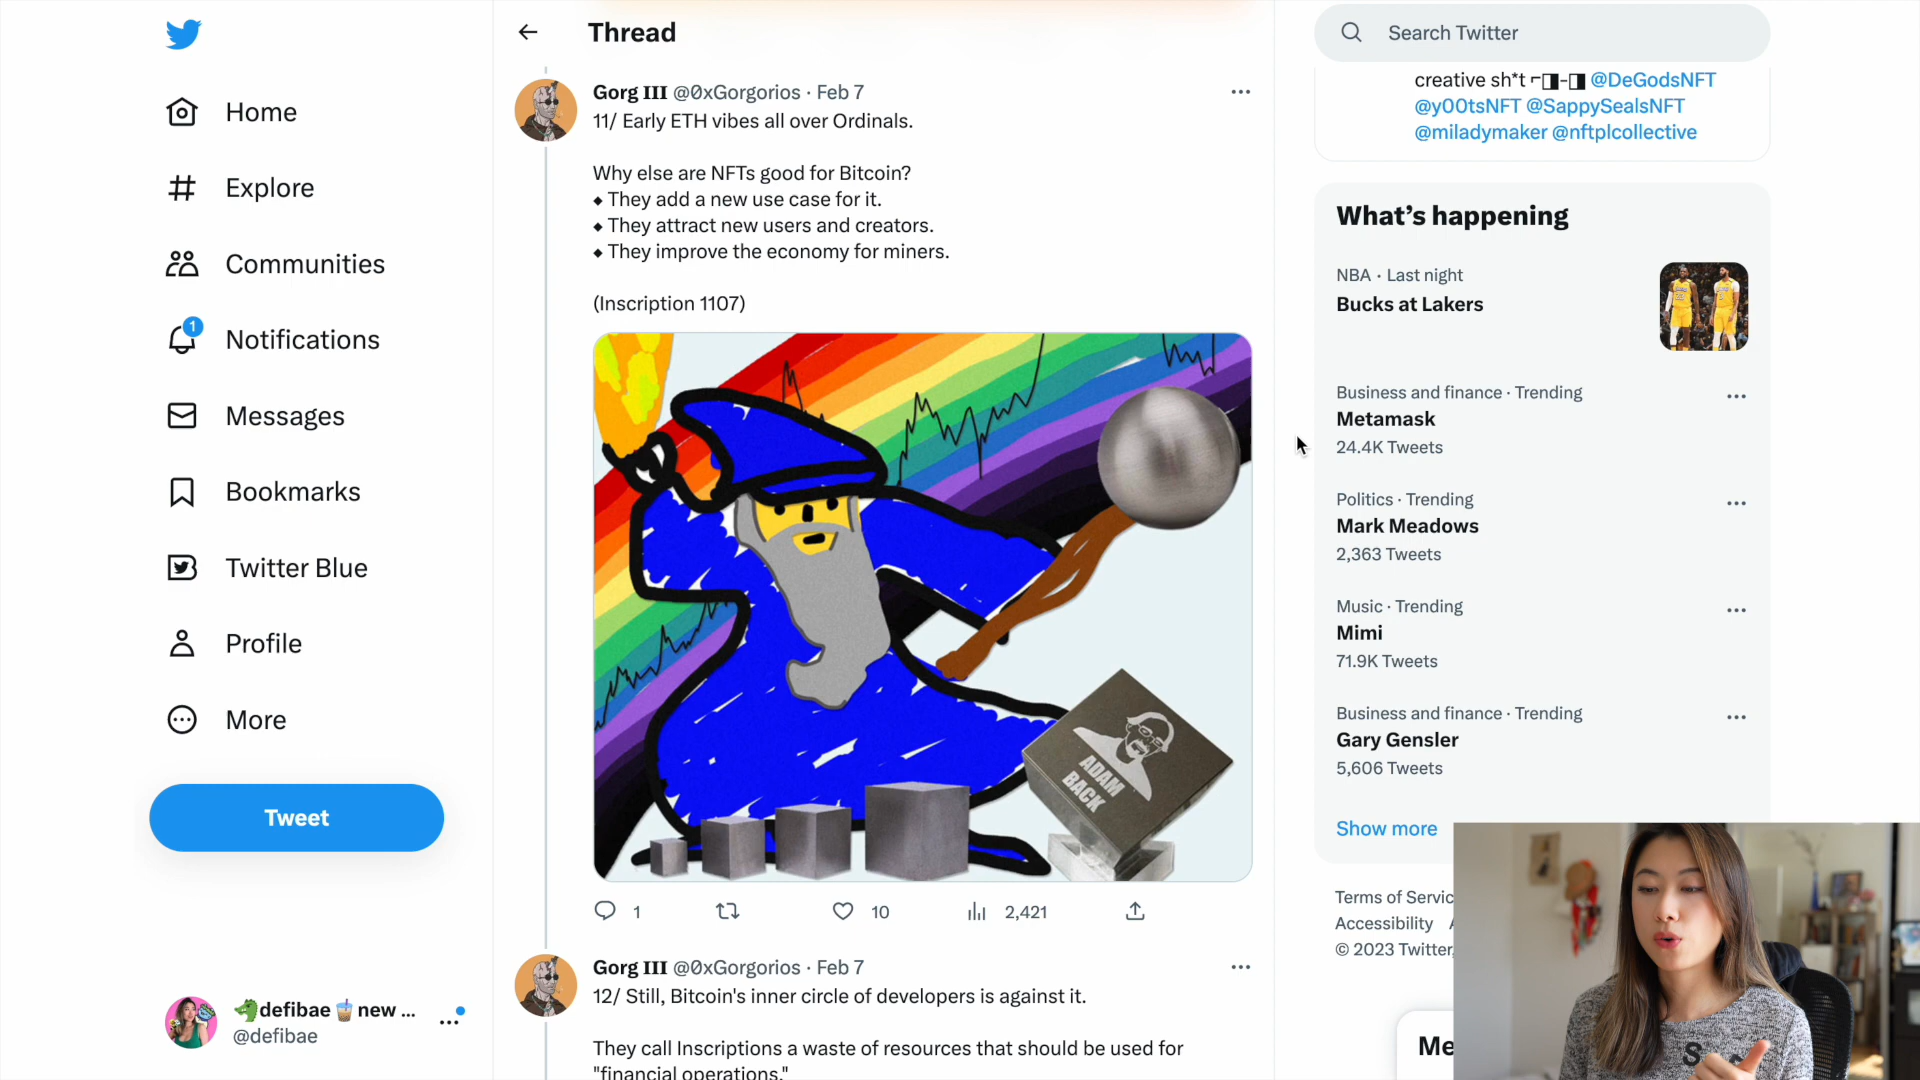 Home
Explore
Communities
1
Notifications
Messages
Bookmarks
Twitter Blue
Profile
More
Tweet
defibae new ...
@defibae
Thread
Gorg III @0xGorgorios · Feb 7
11/ Early ETH vibes all over Ordinals.
Why else are NFTs good for Bitcoin?
⬥ They add a new use case for it.
⬥ They attract new users and creators.
⬥ They improve the economy for miners.
(Inscription 1107)
ADAM
BACK
1
10
2,421
Gorg III @0xGorgorios · Feb 7
12/ Still, Bitcoin's inner circle of developers is against it.
They call Inscriptions a waste of resources that should be used for
"financial operations."
Search Twitter
creative sh*t ⌐◨-◨ @DeGodsNFT
@y00tsNFT @SappySealsNFT
@miladymaker @nftplcollective
What's happening
NBA · Last night
Bucks at Lakers
Business and finance · Trending
Metamask
24.4K Tweets
Politics · Trending
Mark Meadows
2,363 Tweets
Music · Trending
Mimi
71.9K Tweets
Business and finance · Trending
Gary Gensler
5,606 Tweets
Show more
Terms of Servic
Accessibility
© 2023 Twitter,
Me
S